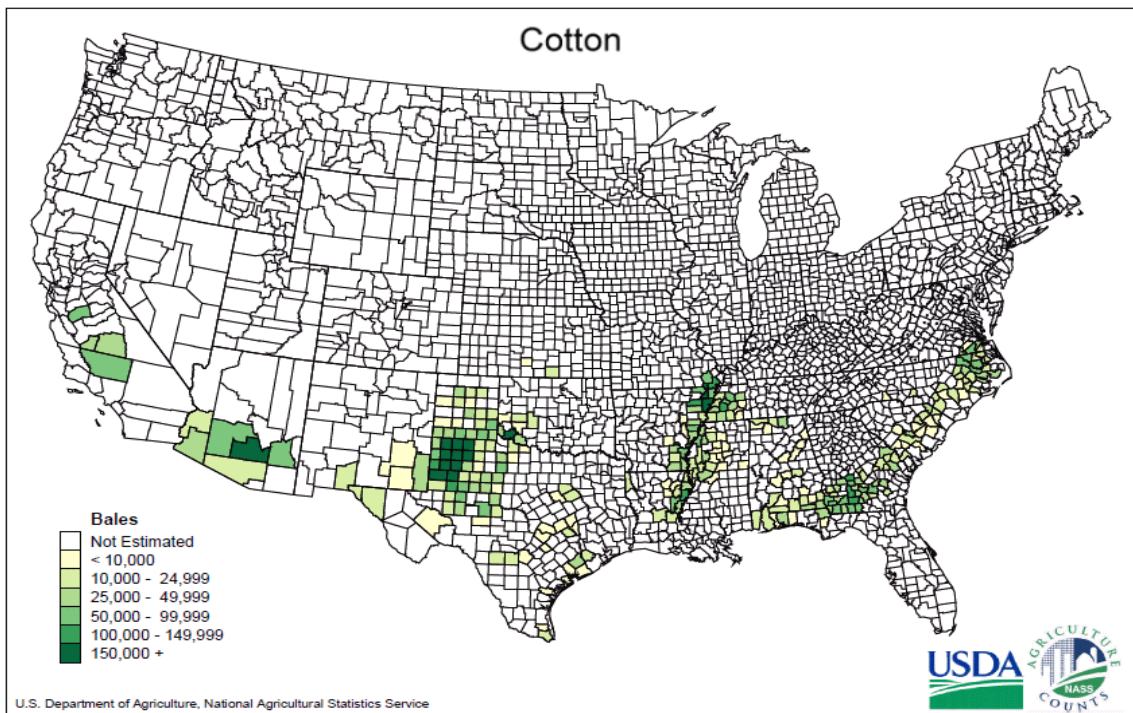 Cotton
Bales
Not Estimated
< 10,000
10,000 - 24,999
25,000 - 49,999
50,000 - 99,999
100,000 - 149,999
150,000 +
USDA
AGRICULTURE
NASS
COUNTS
U.S. Department of Agriculture, National Agricultural Statistics Service